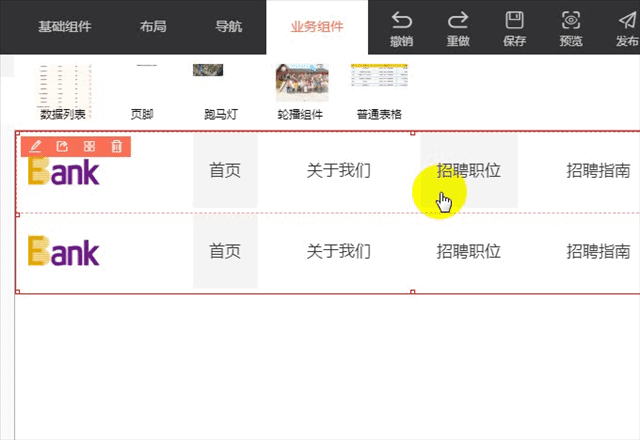 基础组件 布局 导航 业务组件 撤销 重做 保存 预览 发布
数据列表 页脚 跑马灯 轮播组件 普通表格
Bank 首页 关于我们 招聘职位 招聘指南
Bank 首页 关于我们 招聘职位 招聘指南